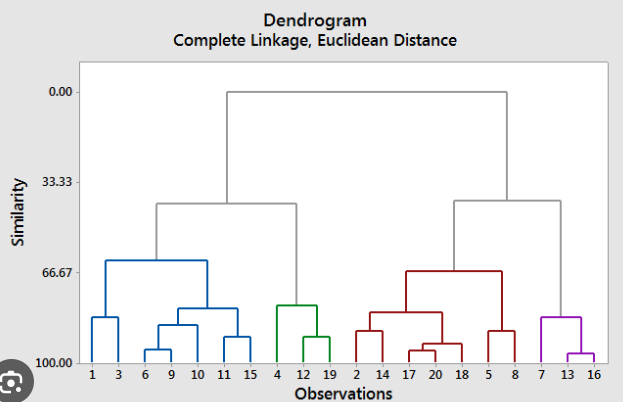 Dendrogram
Complete Linkage, Euclidean Distance
0.00
33.33
66.67
100.00
Similarity
1 3 6 9 10 11 15 4 12 19 2 14 17 20 18 5 8 7 13 16
Observations